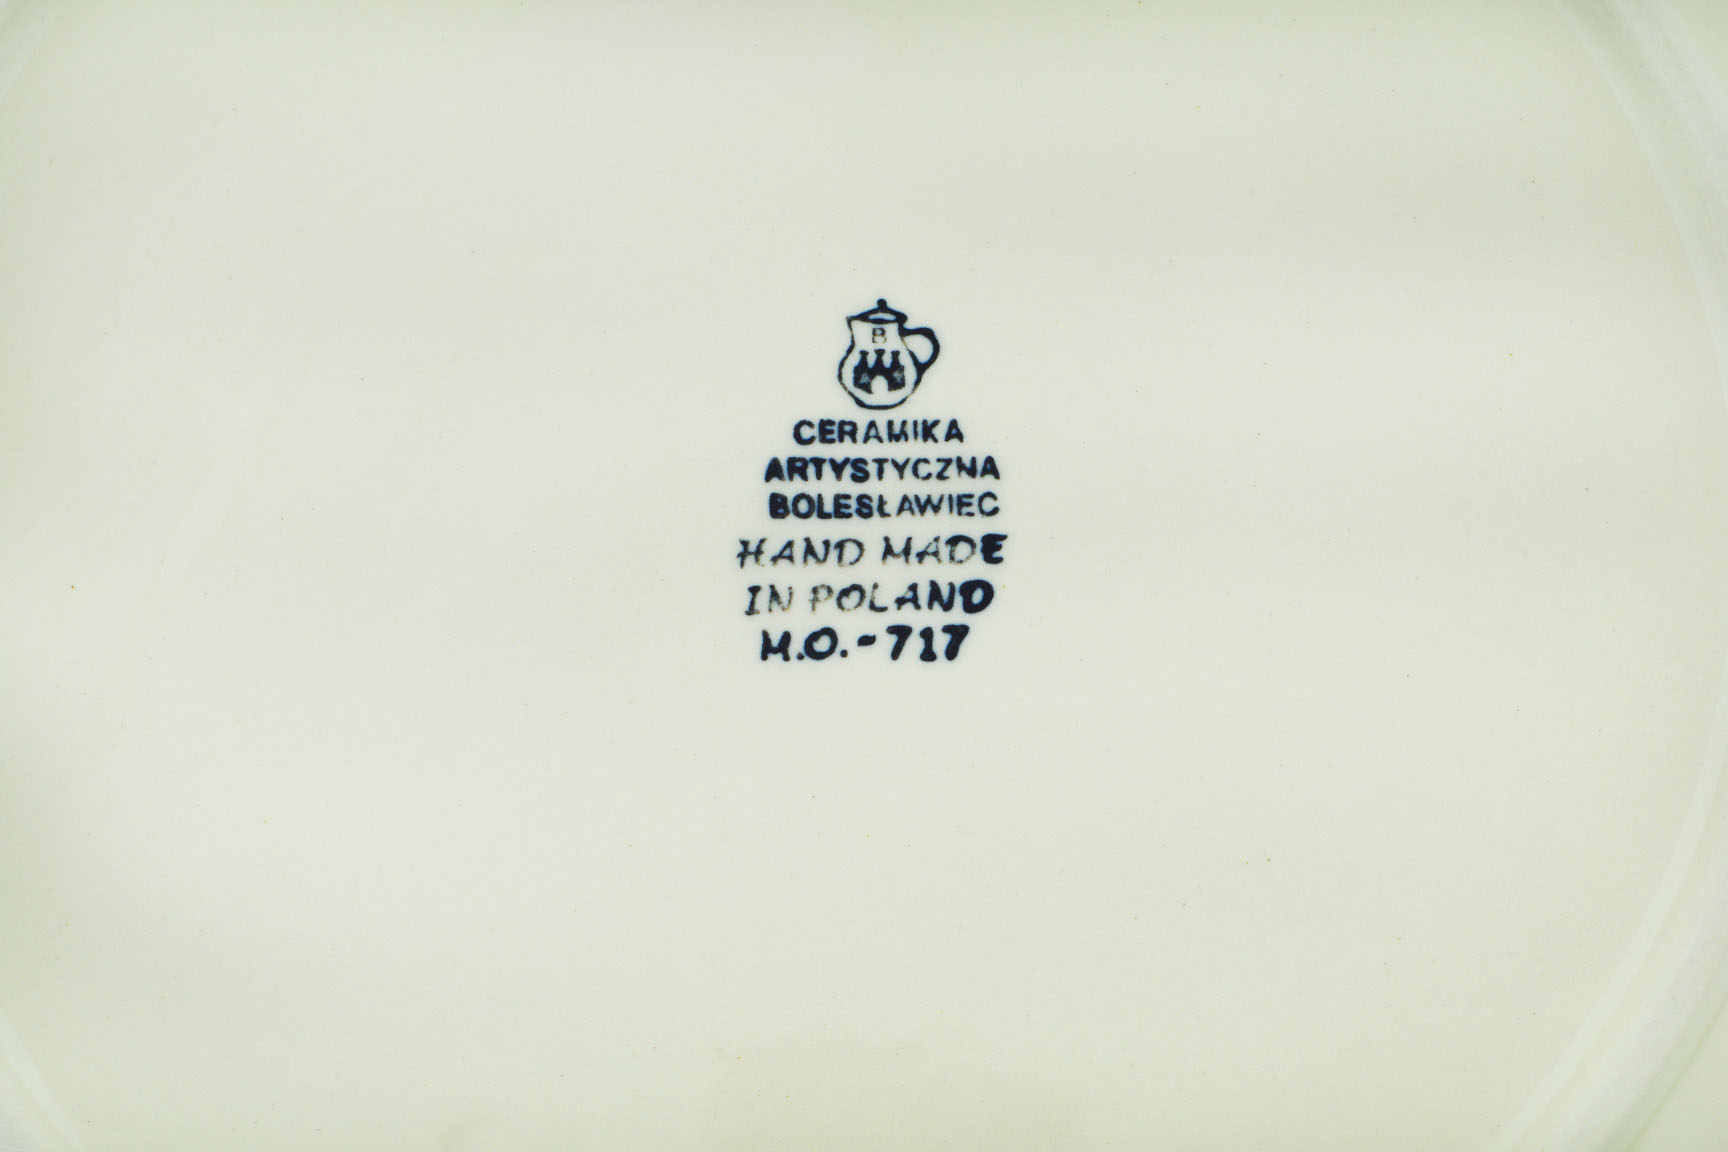 B
CERAMIKA
ARTYSTYCZNA
BOLESŁAWIEC
HAND MADE
IN POLAND
M.O.-717